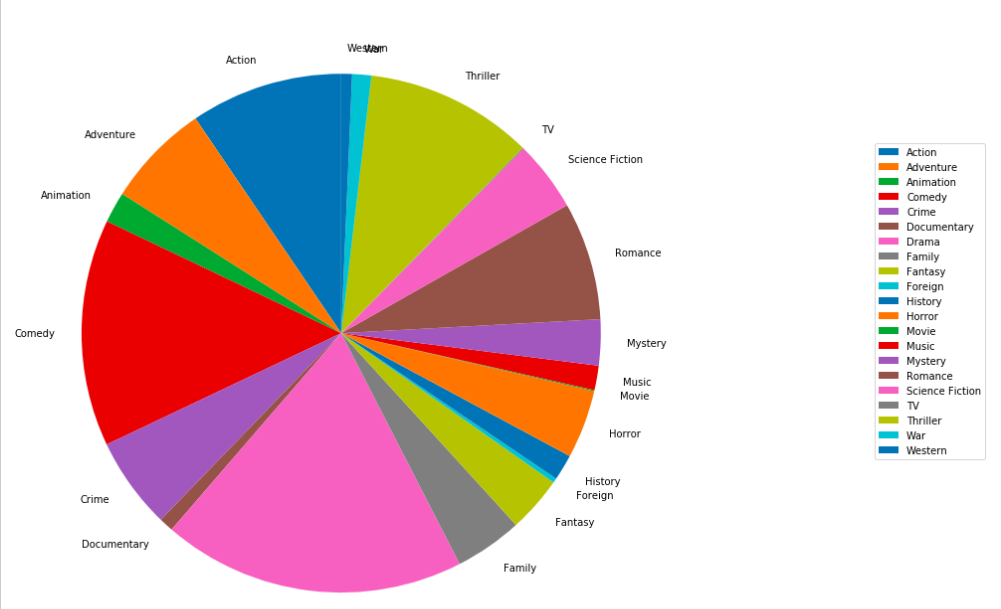 Western
War
Action
Thriller
TV
Adventure
Science Fiction
Animation
Romance
Comedy
Mystery
Music
Movie
Horror
History
Foreign
Crime
Fantasy
Documentary
Family
Action
Adventure
Animation
Comedy
Crime
Documentary
Drama
Family
Fantasy
Foreign
History
Horror
Movie
Music
Mystery
Romance
Science Fiction
TV
Thriller
War
Western